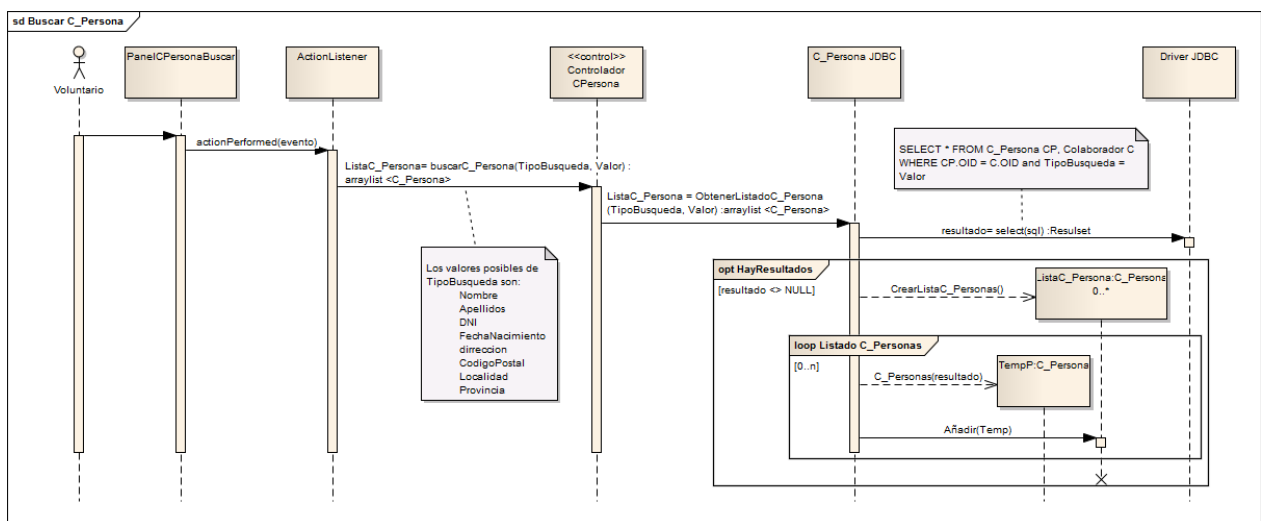 sd Buscar C_Persona
Voluntario
PanelCPersonaBuscar
ActionListener
<<control>>
Controlador
CPersona
C_Persona JDBC
Driver JDBC
actionPerformed(evento)
ListaC_Persona= buscarC_Persona(TipoBusqueda, Valor) :
arraylist <C_Persona>
ListaC_Persona = ObtenerListadoC_Persona
(TipoBusqueda, Valor) :arraylist <C_Persona>
SELECT * FROM C_Persona CP, Colaborador C
WHERE CP.OID = C.OID and TipoBusqueda =
Valor
resultado= select(sql) :Resulset
Los valores posibles de
TipoBusqueda son:
Nombre
Apellidos
DNI
FechaNacimiento
dirreccion
CodigoPostal
Localidad
Provincia
opt HayResultados
[resultado <> NULL]
CrearListaC_Personas()
ListaC_Persona:C_Persona
0..*
loop Listado C_Personas
[0..n]
C_Personas(resultado)
TempP:C_Persona
Añadir(Temp)